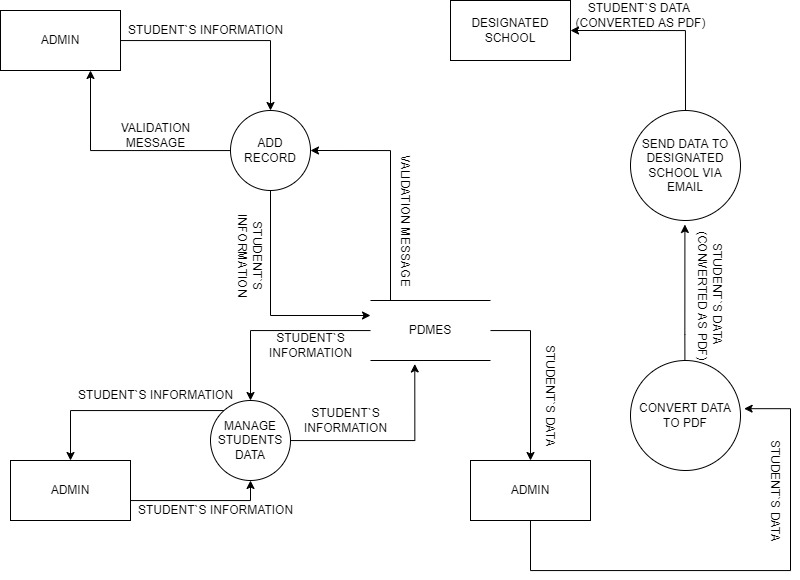 ADMIN
STUDENT`S INFORMATION
VALIDATION
MESSAGE
ADD
RECORD
VALIDATION MESSAGE
STUDENT`S
INFORMATION
PDMES
STUDENT`S
INFORMATION
STUDENT`S INFORMATION
MANAGE
STUDENTS
DATA
STUDENT`S
INFORMATION
ADMIN
STUDENT`S INFORMATION
STUDENT`S DATA
ADMIN
STUDENT`S DATA
CONVERT DATA
TO PDF
STUDENT`S DATA
(CONVERTED AS PDF)
SEND DATA TO
DESIGNATED
SCHOOL VIA
EMAIL
STUDENT`S DATA
(CONVERTED AS PDF)
DESIGNATED
SCHOOL